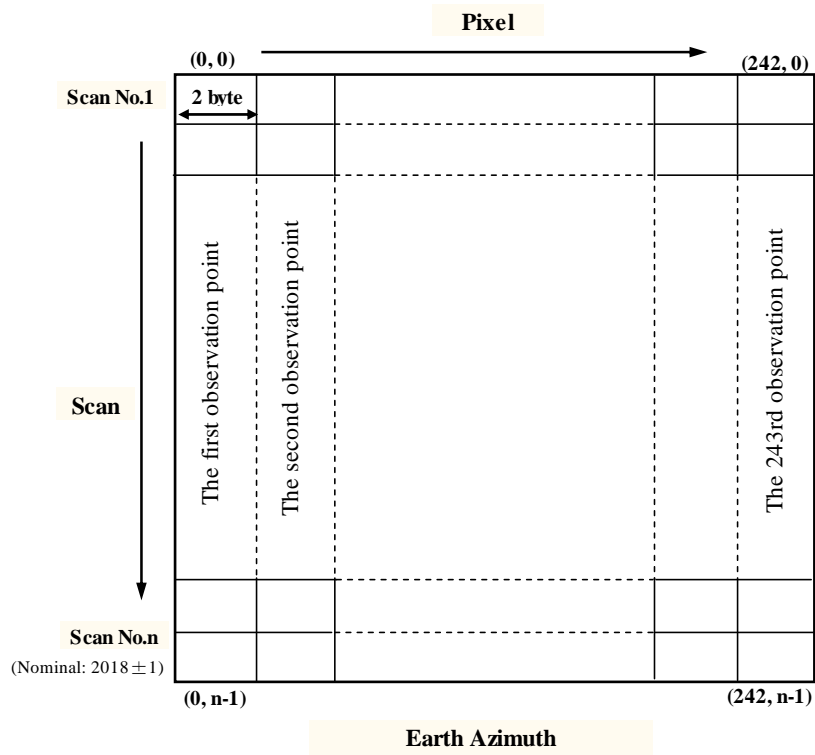 Pixel
(0, 0)
(242, 0)
Scan No.1
2 byte
The first observation point
The second observation point
The 243rd observation point
Scan
Scan No.n
(Nominal: 2018±1)
(0, n-1)
(242, n-1)
Earth Azimuth